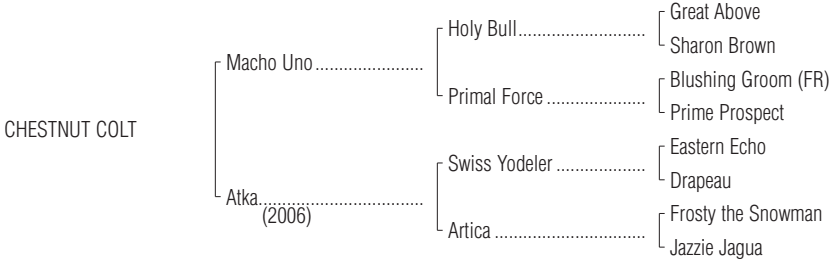 Great Above
Holy Bull..........................
Sharon Brown
Macho Uno ......................
Blushing Groom (FR)
Primal Force ....................
Prime Prospect
CHESTNUT COLT
Eastern Echo
Swiss Yodeler ..................
Drapeau
Atka.................................
(2006)
Frosty the Snowman
Artica ..............................
Jazzie Jagua